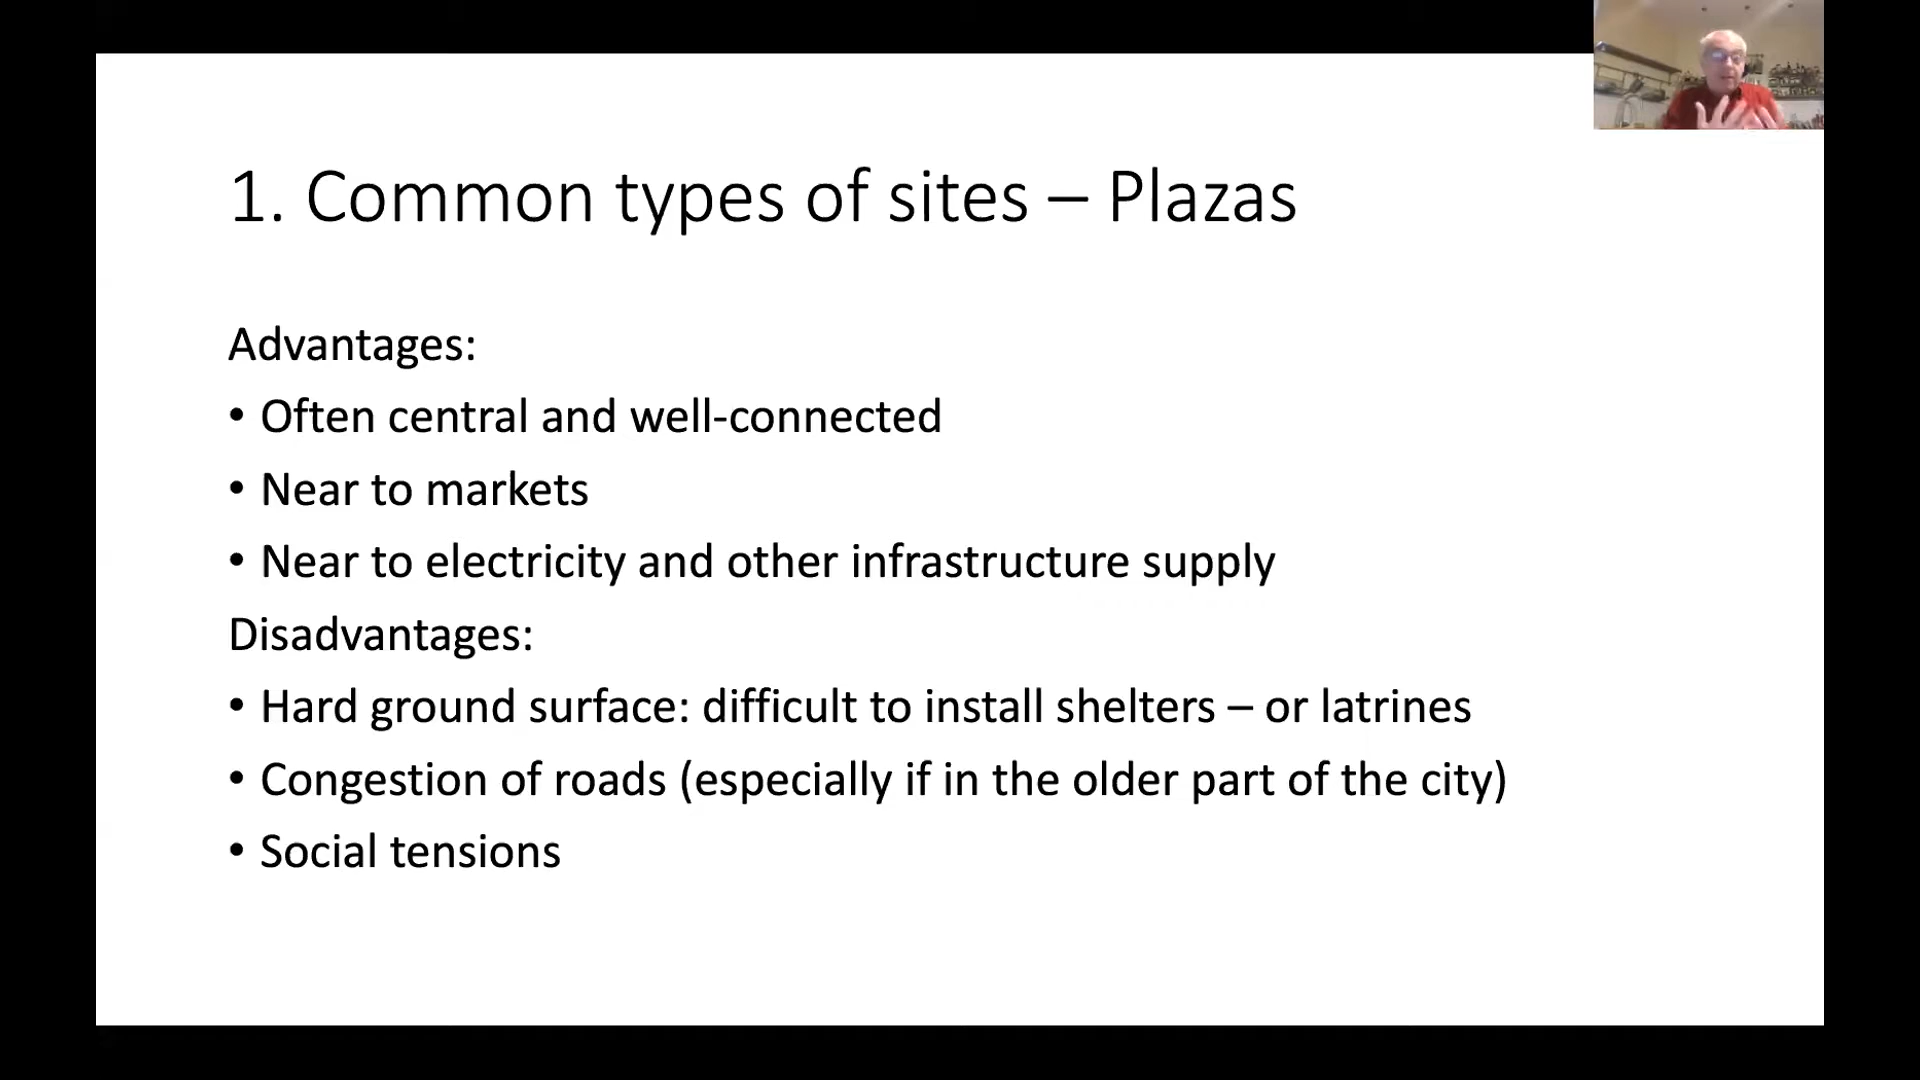 1. Common types of sites – Plazas
Advantages:
• Often central and well-connected
• Near to markets
• Near to electricity and other infrastructure supply
Disadvantages:
• Hard ground surface: difficult to install shelters – or latrines
• Congestion of roads (especially if in the older part of the city)
• Social tensions